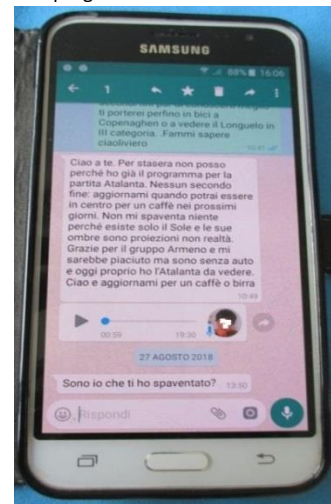 SAMSUNG
88% 16:06
1
ti porterei perfino in bici a
Copenaghen o a vedere il Longuelo in
III categoria. .Fammi sapere
ciaoliviero
10:41
Ciao a te. Per stasera non posso
perché ho già il programma per la
partita Atalanta. Nessun secondo
fine: aggiornami quando potrai essere
in centro per un caffè nei prossimi
giorni. Non mi spaventa niente
perché esiste solo il Sole e le sue
ombre sono proiezioni non realtà.
Grazie per il gruppo Armeno e mi
sarebbe piaciuto ma sono senza auto
e oggi proprio ho l'Atalanta da vedere.
Ciao e aggiornami per un caffè o birra
10:49
00:59 19:30
27 AGOSTO 2018
Sono io che ti ho spaventato? 13:50
Rispondi